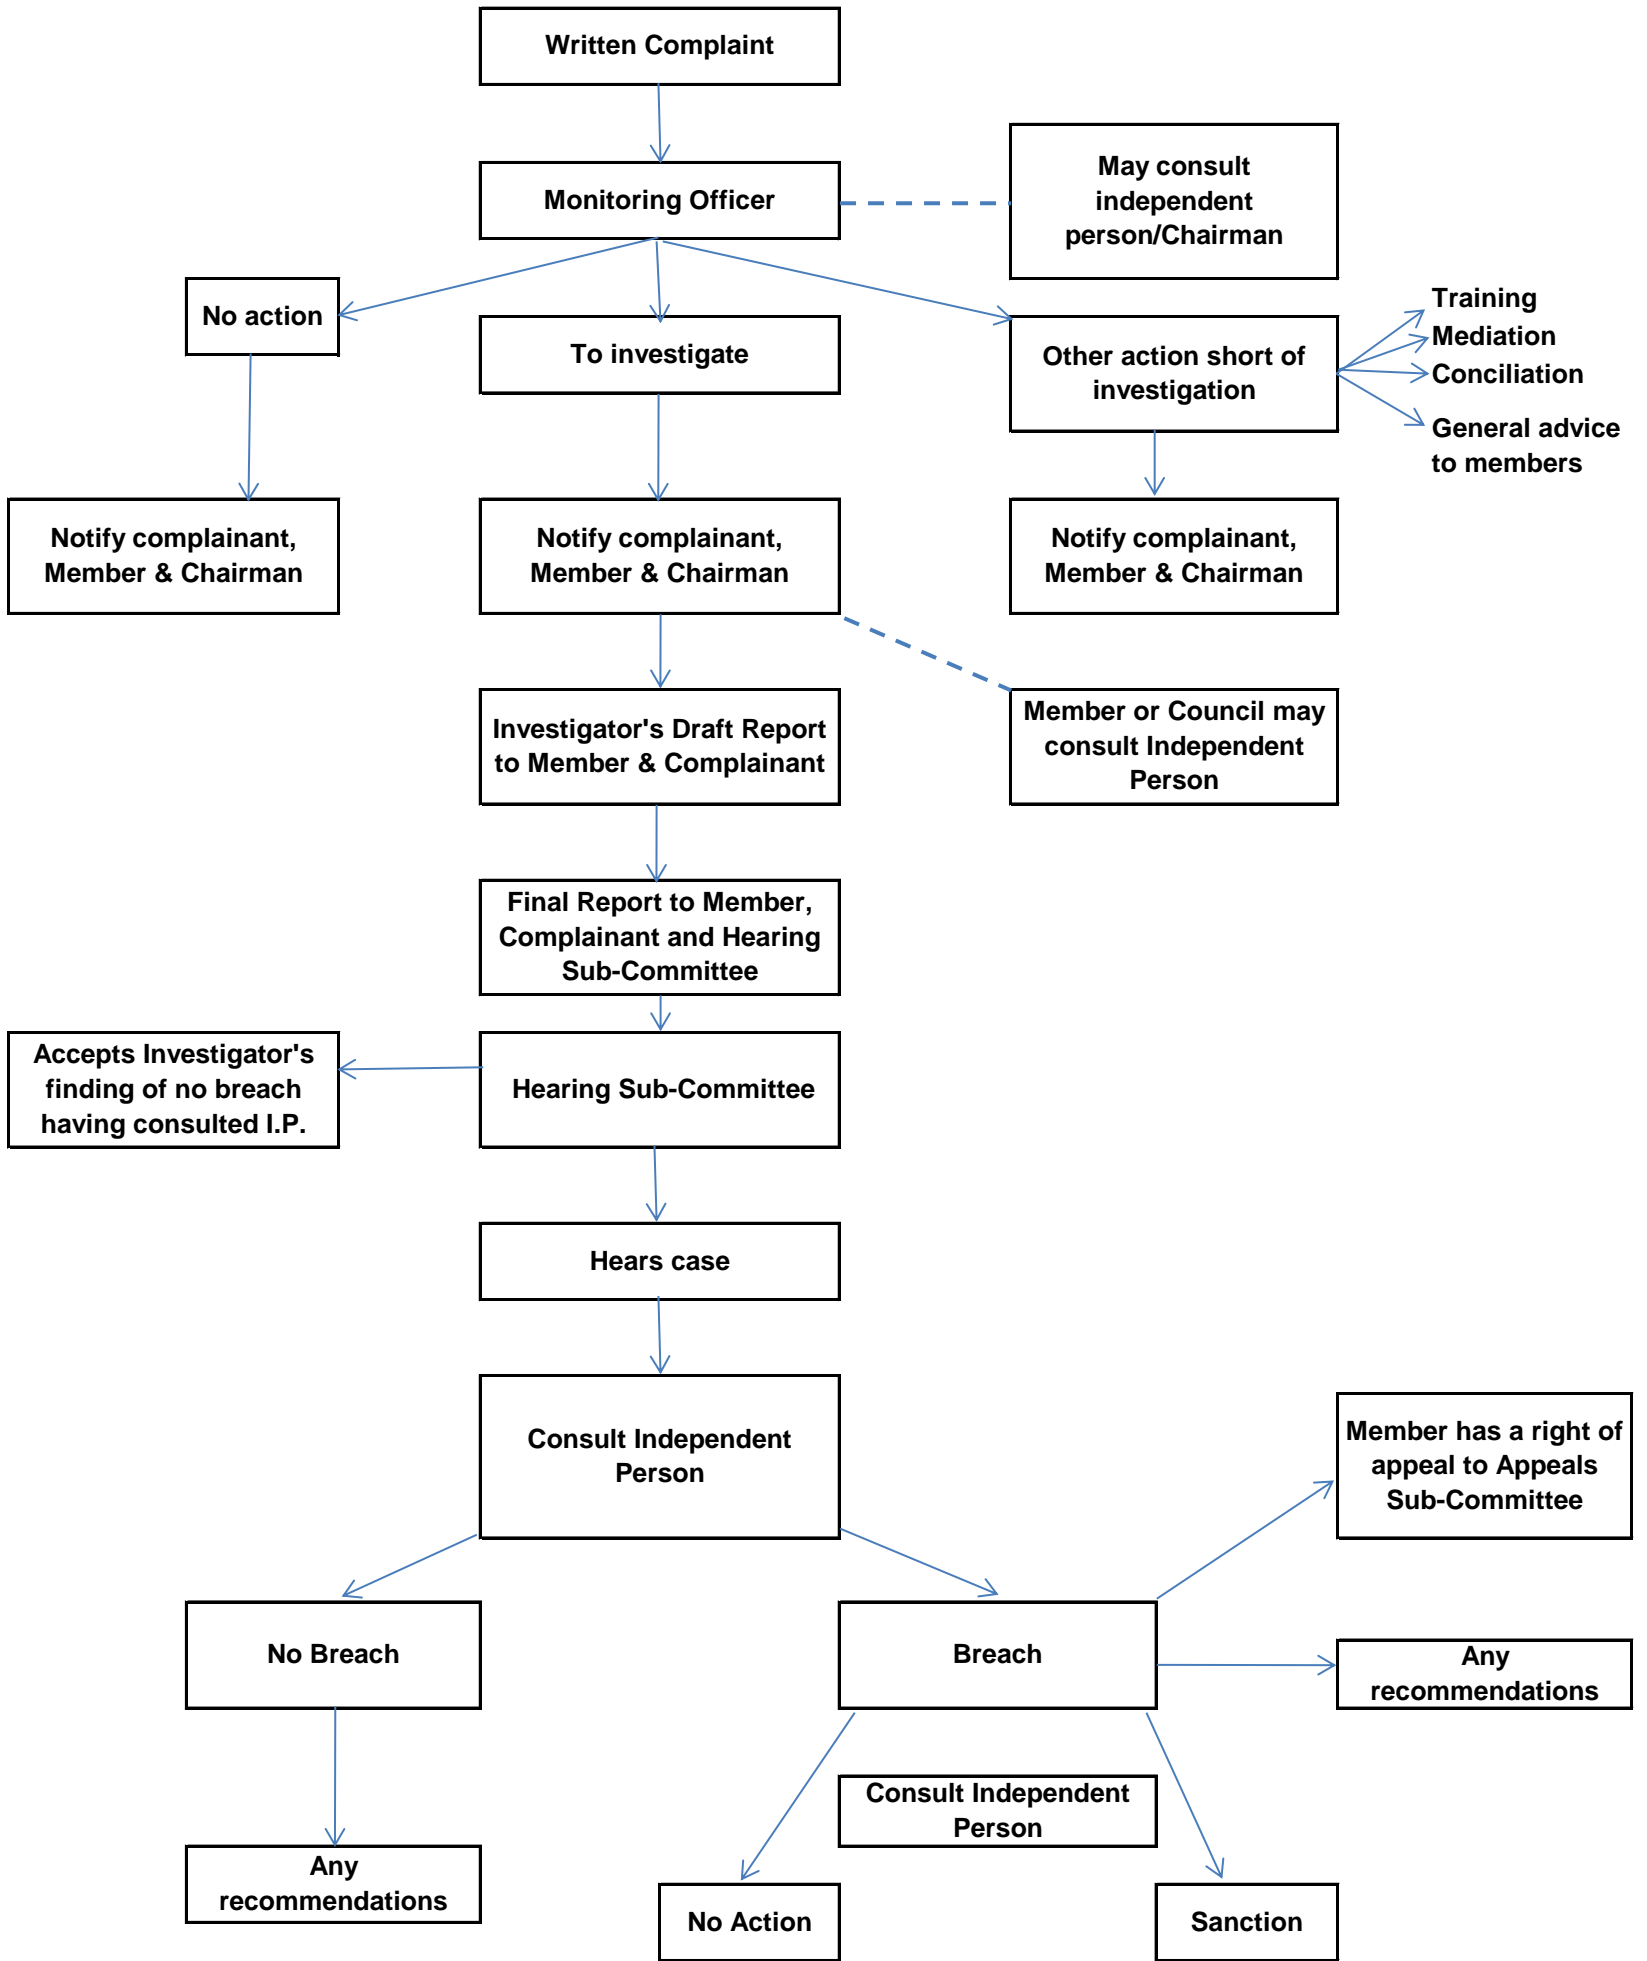 Written Complaint
Monitoring Officer
May consult
independent
person/Chairman
No action
To investigate
Other action short of
investigation
Training
Mediation
Conciliation
General advice
to members
Notify complainant,
Member & Chairman
Notify complainant,
Member & Chairman
Notify complainant,
Member & Chairman
Investigator's Draft Report
to Member & Complainant
Member or Council may
consult Independent
Person
Final Report to Member,
Complainant and Hearing
Sub-Committee
Accepts Investigator's
finding of no breach
having consulted I.P.
Hearing Sub-Committee
Hears case
Consult Independent
Person
Member has a right of
appeal to Appeals
Sub-Committee
No Breach
Breach
Any
recommendations
Consult Independent
Person
Any
recommendations
No Action
Sanction